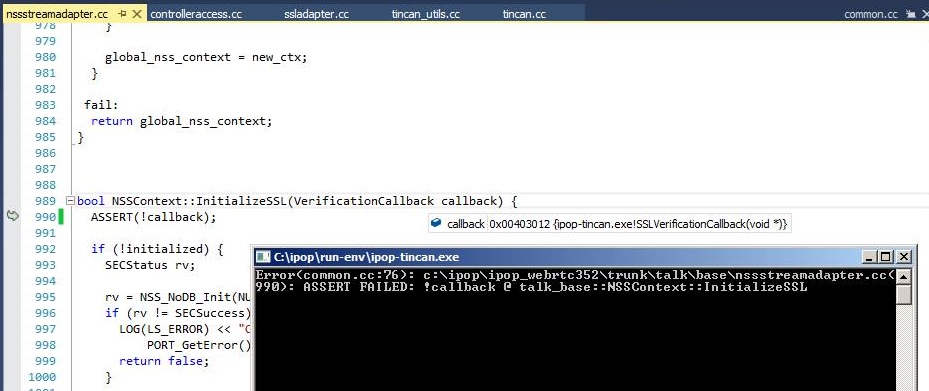 nssstreamadapter.cc controlleraccess.cc ssladapter.cc tincan_utils.cc tincan.cc common.cc
978 }
979
980 global_nss_context = new_ctx;
981 }
982
983 fail:
984 return global_nss_context;
985 }
986
987
988
989 bool NSSContext::InitializeSSL(VerificationCallback callback) {
990 ASSERT(!callback);
callback 0x00403012 {ipop-tincan.exe!SSLVerificationCallback(void *)}
991
992 if (!initialized) {
993 SECStatus rv;
994
995 rv = NSS_NoDB_Init(NU
996 if (rv != SECSuccess)
997 LOG(LS_ERROR) << "C
998 PORT_GetError()
999 return false;
1000 }
C:\ipop\run-env\ipop-tincan.exe
Error(common.cc:76): c:\ipop\ipop_webrtc352\trunk\talk\base\nssstreamadapter.cc(
990): ASSERT FAILED: !callback @ talk_base::NSSContext::InitializeSSL